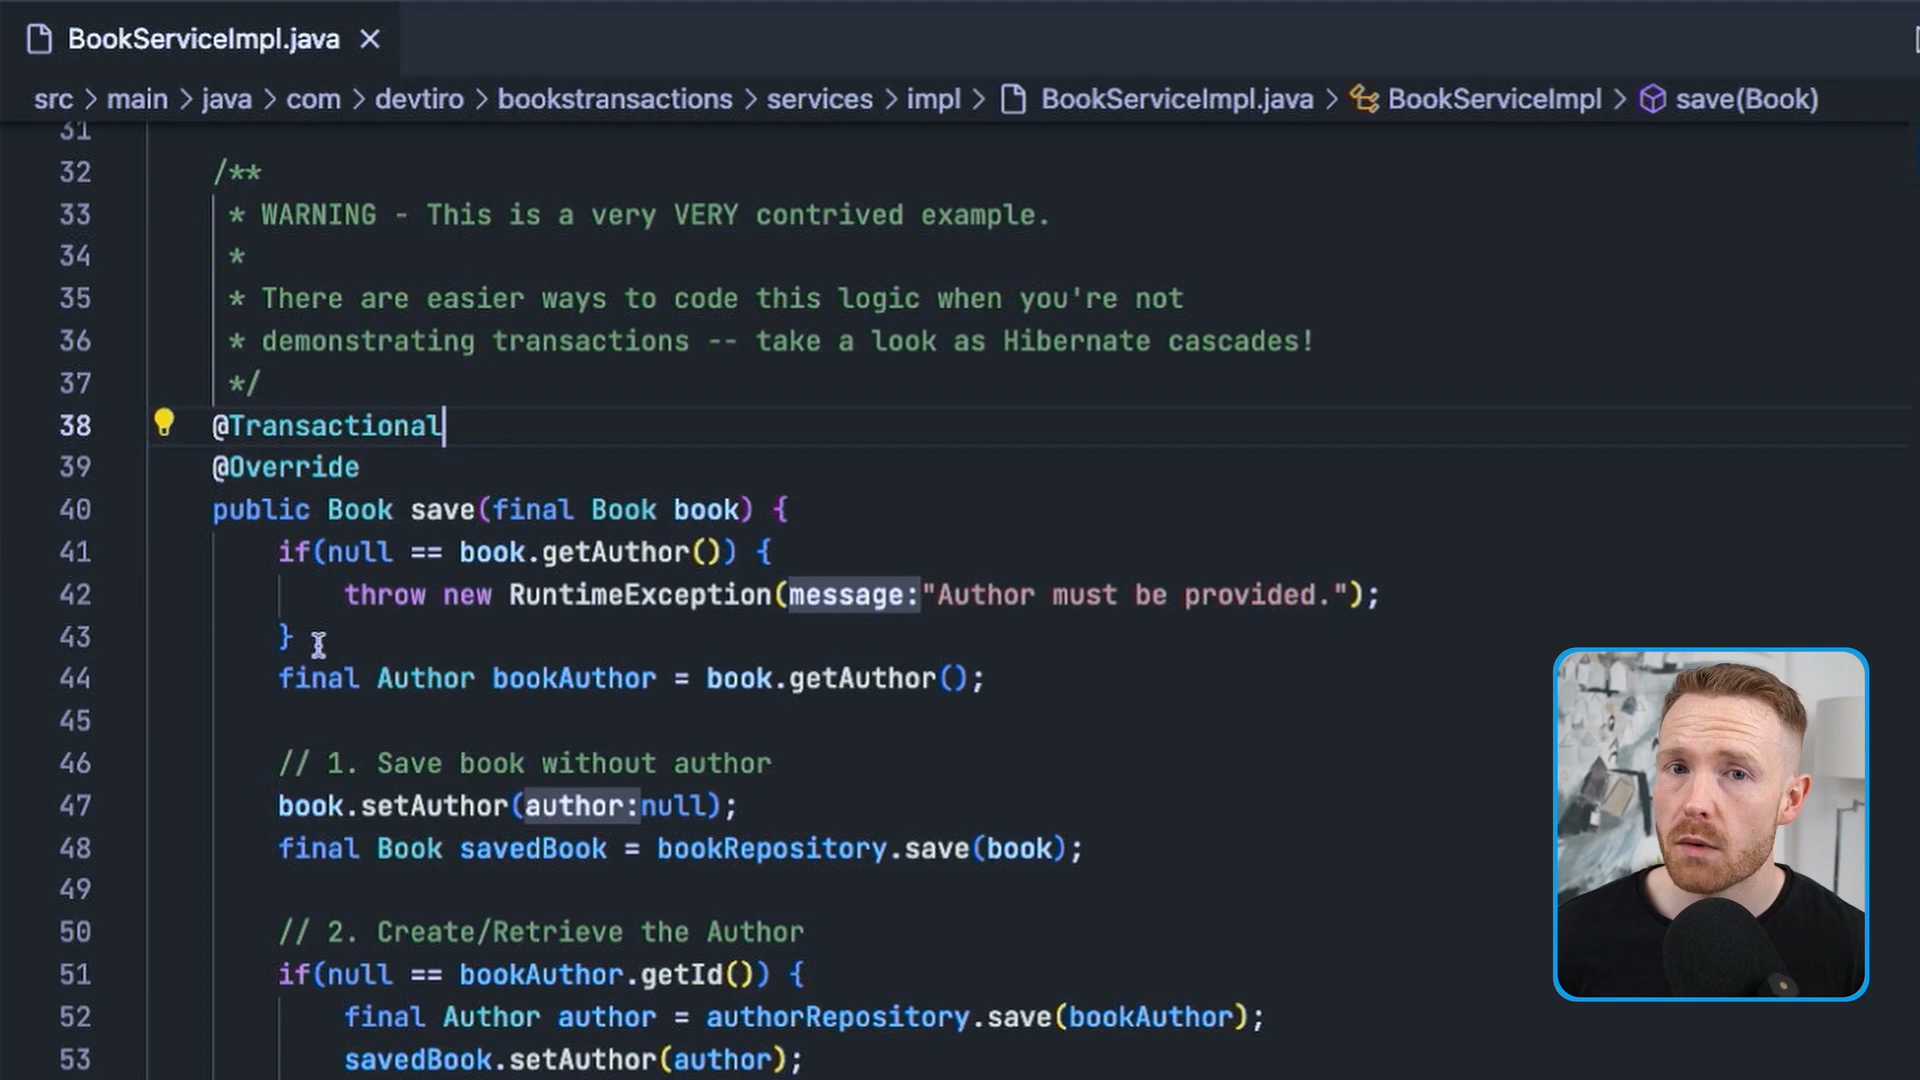 BookServiceImpl.java
src > main > java > com > devtiro > bookstransactions > services > impl > BookServiceImpl.java > BookServiceImpl > save(Book)
31
32 /**
33 * WARNING - This is a very VERY contrived example.
34 *
35 * There are easier ways to code this logic when you're not
36 * demonstrating transactions -- take a look as Hibernate cascades!
37 */
38 @Transactional
39 @Override
40 public Book save(final Book book) {
41 if(null == book.getAuthor()) {
42 throw new RuntimeException(message:"Author must be provided.");
43 }
44 final Author bookAuthor = book.getAuthor();
45
46 // 1. Save book without author
47 book.setAuthor(author:null);
48 final Book savedBook = bookRepository.save(book);
49
50 // 2. Create/Retrieve the Author
51 if(null == bookAuthor.getId()) {
52 final Author author = authorRepository.save(bookAuthor);
53 savedBook.setAuthor(author);